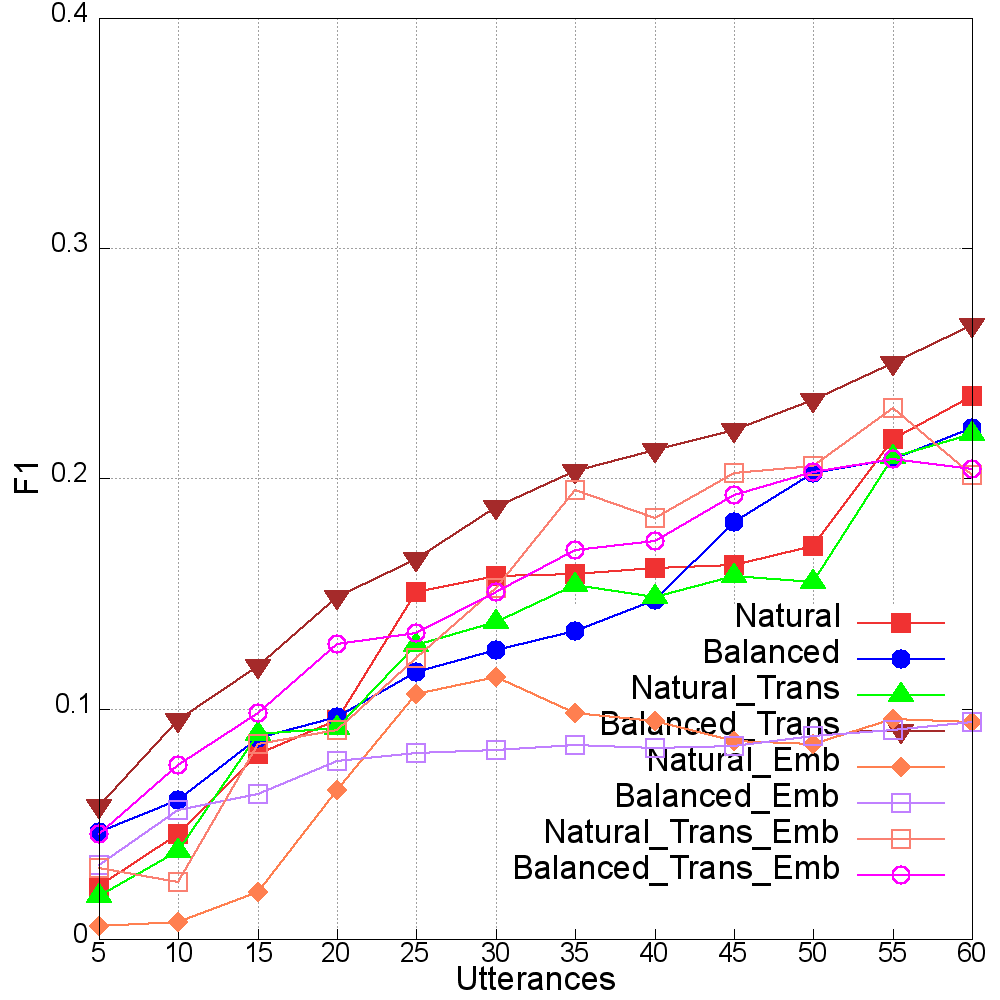 0.4
0.3
0.2
0.1
0
F1
Natural
Balanced
Natural_Trans
Balanced_Trans
Natural_Emb
Balanced_Emb
Natural_Trans_Emb
Balanced_Trans_Emb
5 10 15 20 25 30 35 40 45 50 55 60
Utterances